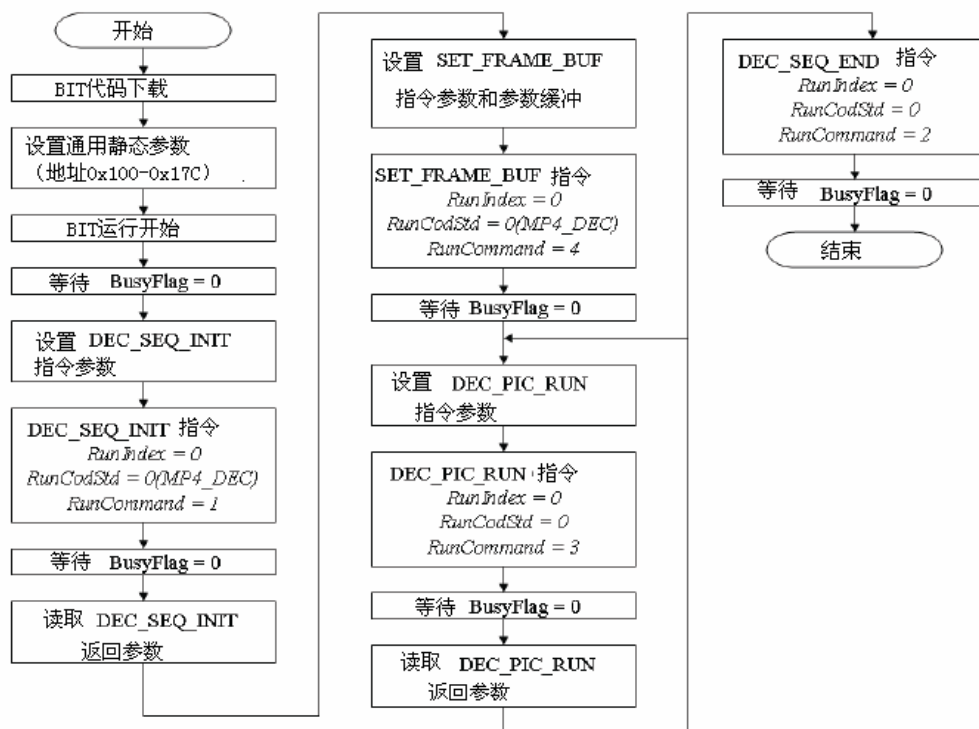 开始
BIT代码下载
设置通用静态参数
（地址0x100-0x17C）
BIT运行开始
等待 BusyFlag = 0
设置 DEC_SEQ_INIT
指令参数
DEC_SEQ_INIT 指令
RunIndex = 0
RunCodStd = 0(MP4_DEC)
RunCommand = 1
等待 BusyFlag = 0
读取 DEC_SEQ_INIT
返回参数
设置 SET_FRAME_BUF
指令参数和参数缓冲
SET_FRAME_BUF 指令
RunIndex = 0
RunCodStd = 0(MP4_DEC)
RunCommand = 4
等待 BusyFlag = 0
设置 DEC_PIC_RUN
指令参数
DEC_PIC_RUN 指令
RunIndex = 0
RunCodStd = 0
RunCommand = 3
等待 BusyFlag = 0
读取 DEC_PIC_RUN
返回参数
DEC_SEQ_END 指令
RunIndex = 0
RunCodStd = 0
RunCommand = 2
等待 BusyFlag = 0
结束